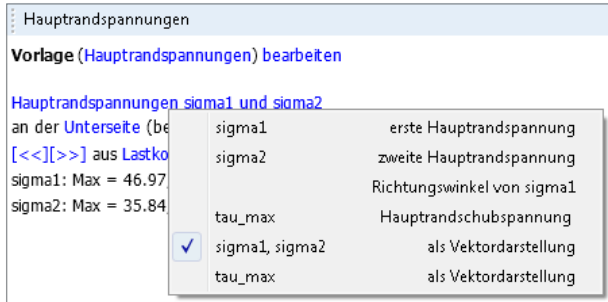 Hauptrandspannungen
Vorlage (Hauptrandspannungen) bearbeiten
Hauptrandspannungen sigma1 und sigma2
an der Unterseite (be
[<<][>>] aus Lastko
sigma1: Max = 46.97
sigma2: Max = 35.84
sigma1 erste Hauptrandspannung
sigma2 zweite Hauptrandspannung
Richtungswinkel von sigma1
tau_max Hauptrandschubspannung
sigma1, sigma2 als Vektordarstellung
tau_max als Vektordarstellung